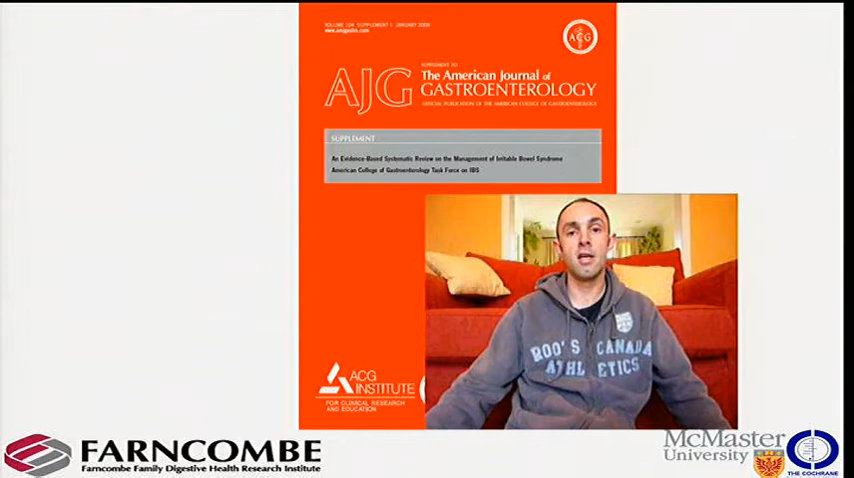 VOLUME 104 SUPPLEMENT 1 JANUARY 2009
www.amjgastro.com
ACG
SUPPLEMENT TO
AJG The American Journal of
GASTROENTEROLOGY
OFFICIAL PUBLICATION OF THE AMERICAN COLLEGE OF GASTROENTEROLOGY
SUPPLEMENT
An Evidence-Based Systematic Review on the Management of Irritable Bowel Syndrome
American College of Gastroenterology Task Force on IBS
ROO'S CANADA
ATHLETICS
ACG
INSTITUTE
FOR CLINICAL RESEARCH
AND EDUCATION
FARNCOMBE
Farncombe Family Digestive Health Research Institute
McMaster
University
THE COCHRANE